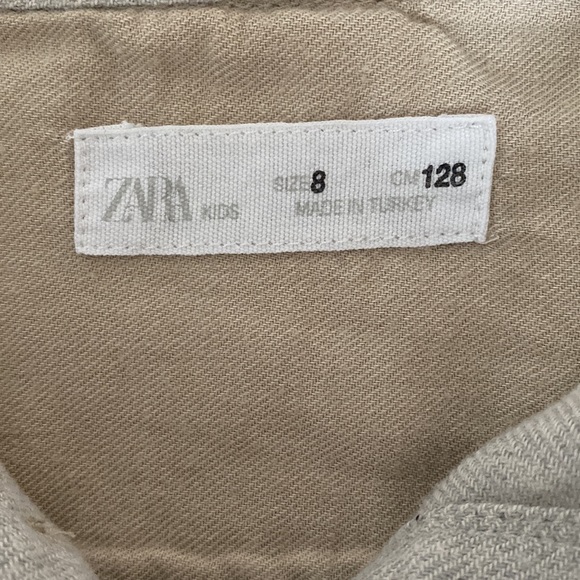 ZARA KIDS SIZE 8 CM 128
MADE IN TURKEY